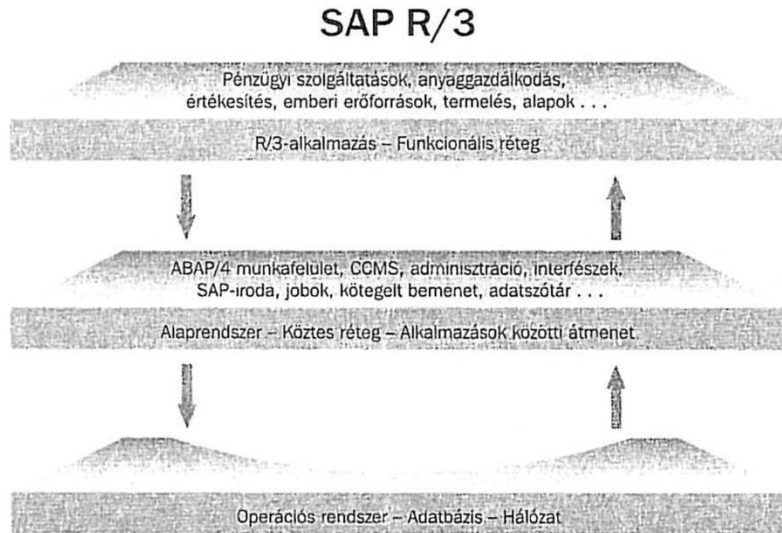 SAP R/3
Pénzügyi szolgáltatások, anyaggazdálkodás,
értékesítés, emberi erőforrások, termelés, alapok . . .
R/3-alkalmazás – Funkcionális réteg
ABAP/4 munkafelület, CCMS, adminisztráció, interfészek,
SAP-iroda, jobok, kötegelt bemenet, adatszótár . . .
Alaprendszer – Köztes réteg – Alkalmazások közötti átmenet
Operációs rendszer – Adatbázis – Hálózat